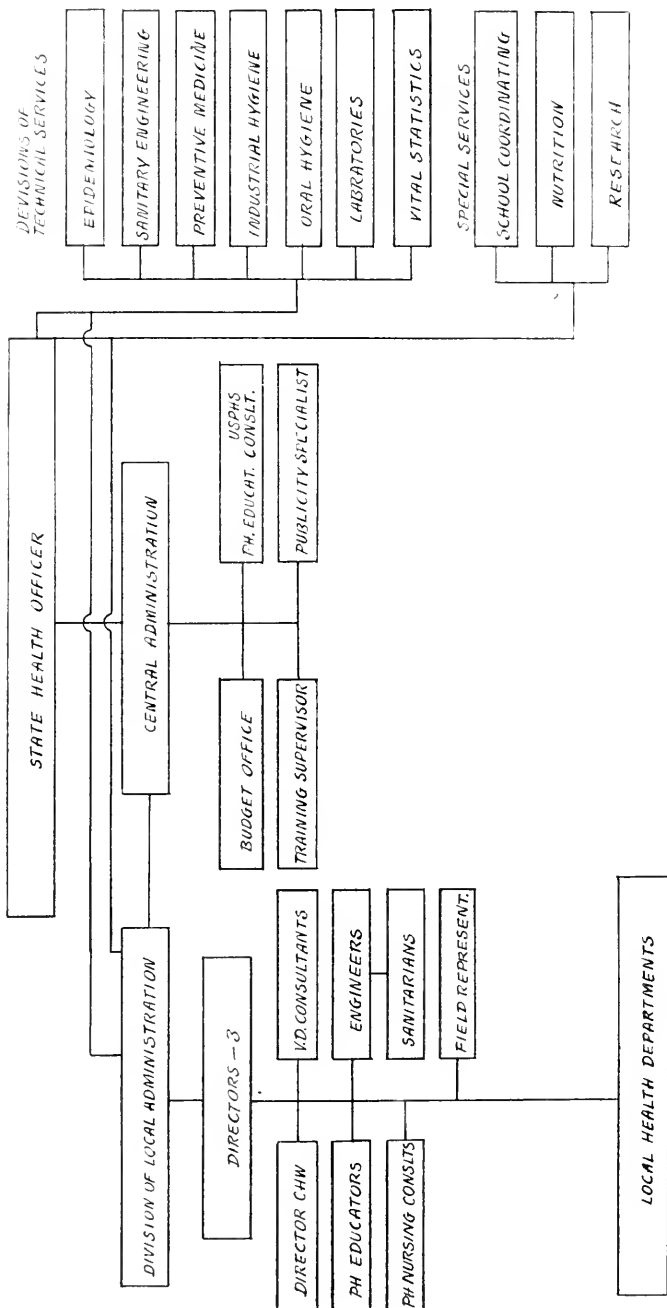 STATE HEALTH OFFICER
DIVISION OF LOCAL ADMINISTRATION
CENTRAL ADMINISTRATION
DIRECTORS – 3
DIRECTOR CHW
V.D. CONSULTANTS
PH EDUCATORS
ENGINEERS
PH NURSING CONSLTS
SANITARIANS
FIELD REPRESENT.
LOCAL HEALTH DEPARTMENTS
BUDGET OFFICE
USPHS
PH. EDUCAT. CONSLT.
TRAINING SUPERVISOR
PUBLICITY SPECIALIST
DEVISIONS OF
TECHNICAL SERVICES
EPIDEMIOLOGY
SANITARY ENGINEERING
PREVENTIVE MEDICINE
INDUSTRIAL HYGIENE
ORAL HYGIENE
LABRATORIES
VITAL STATISTICS
SPECIAL SERVICES
SCHOOL COORDINATING
NUTRITION
RESEARCH